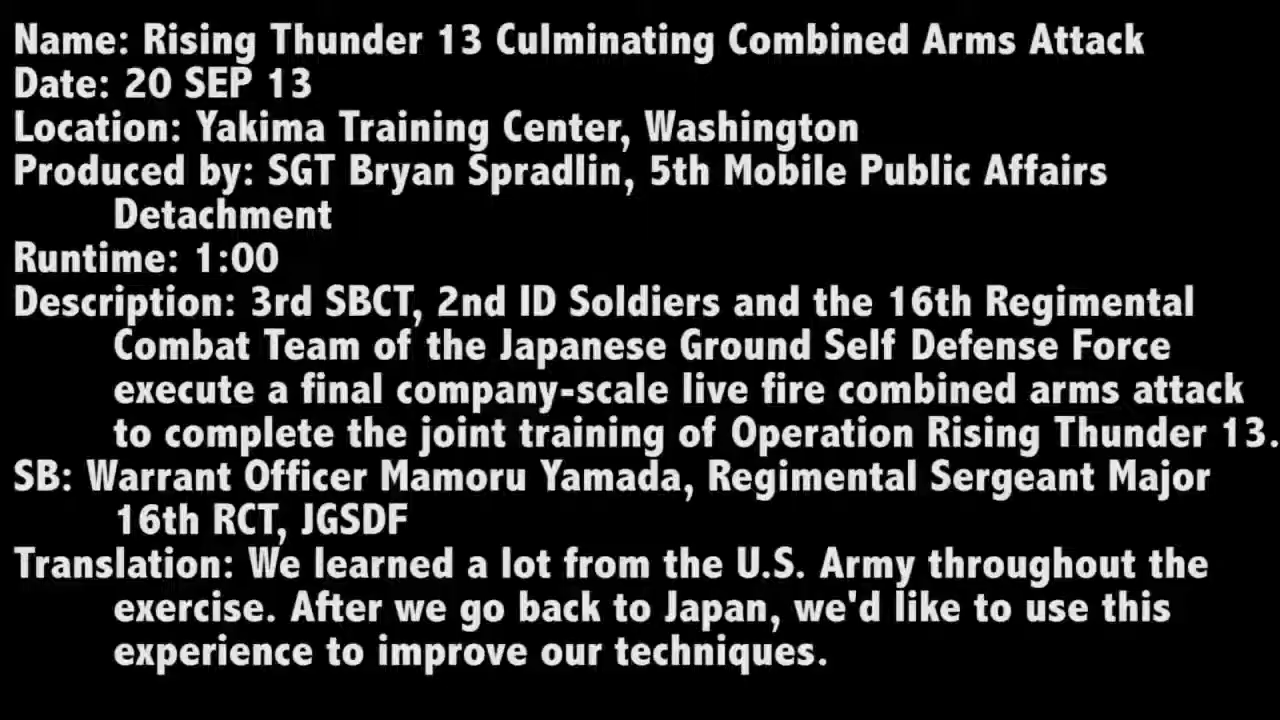 Name: Rising Thunder 13 Culminating Combined Arms Attack
Date: 20 SEP 13
Location: Yakima Training Center, Washington
Produced by: SGT Bryan Spradlin, 5th Mobile Public Affairs
Detachment
Runtime: 1:00
Description: 3rd SBCT, 2nd ID Soldiers and the 16th Regimental
Combat Team of the Japanese Ground Self Defense Force
execute a final company-scale live fire combined arms attack
to complete the joint training of Operation Rising Thunder 13.
SB: Warrant Officer Mamoru Yamada, Regimental Sergeant Major
16th RCT, JGSDF
Translation: We learned a lot from the U.S. Army throughout the
exercise. After we go back to Japan, we'd like to use this
experience to improve our techniques.